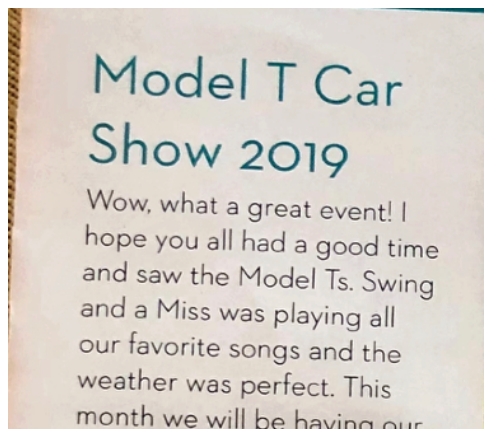 Model T Car
Show 2019
Wow, what a great event! I
hope you all had a good time
and saw the Model Ts. Swing
and a Miss was playing all
our favorite songs and the
weather was perfect. This
month we will be having our